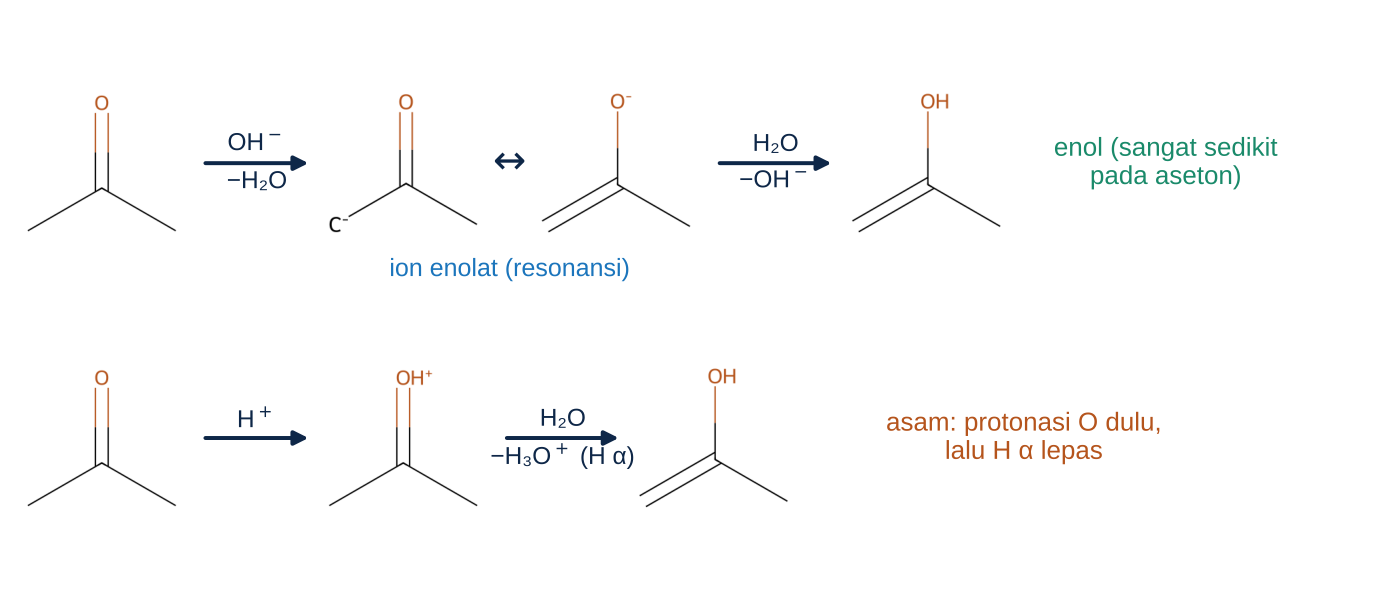 O
OH⁻
−H₂O
O
C⁻
↔
O⁻
H₂O
−OH⁻
OH
enol (sangat sedikit
pada aseton)
ion enolat (resonansi)
O
H⁺
OH⁺
H₂O
−H₃O⁺ (H α)
OH
asam: protonasi O dulu,
lalu H α lepas